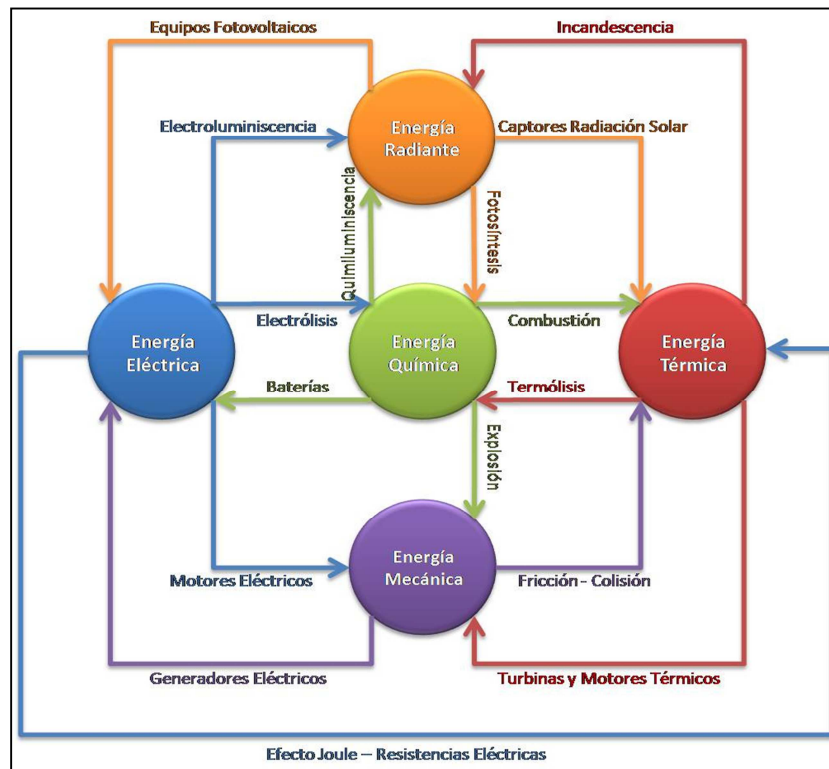 Equipos Fotovoltaicos
Incandescencia
Electroluminiscencia
Energía
Radiante
Captores Radiación Solar
Quimiluminiscencia
Fotosíntesis
Energía
Eléctrica
Electrólisis
Energía
Química
Combustión
Energía
Térmica
Baterías
Termólisis
Explosión
Energía
Mecánica
Motores Eléctricos
Fricción - Colisión
Generadores Eléctricos
Turbinas y Motores Térmicos
Efecto Joule – Resistencias Eléctricas